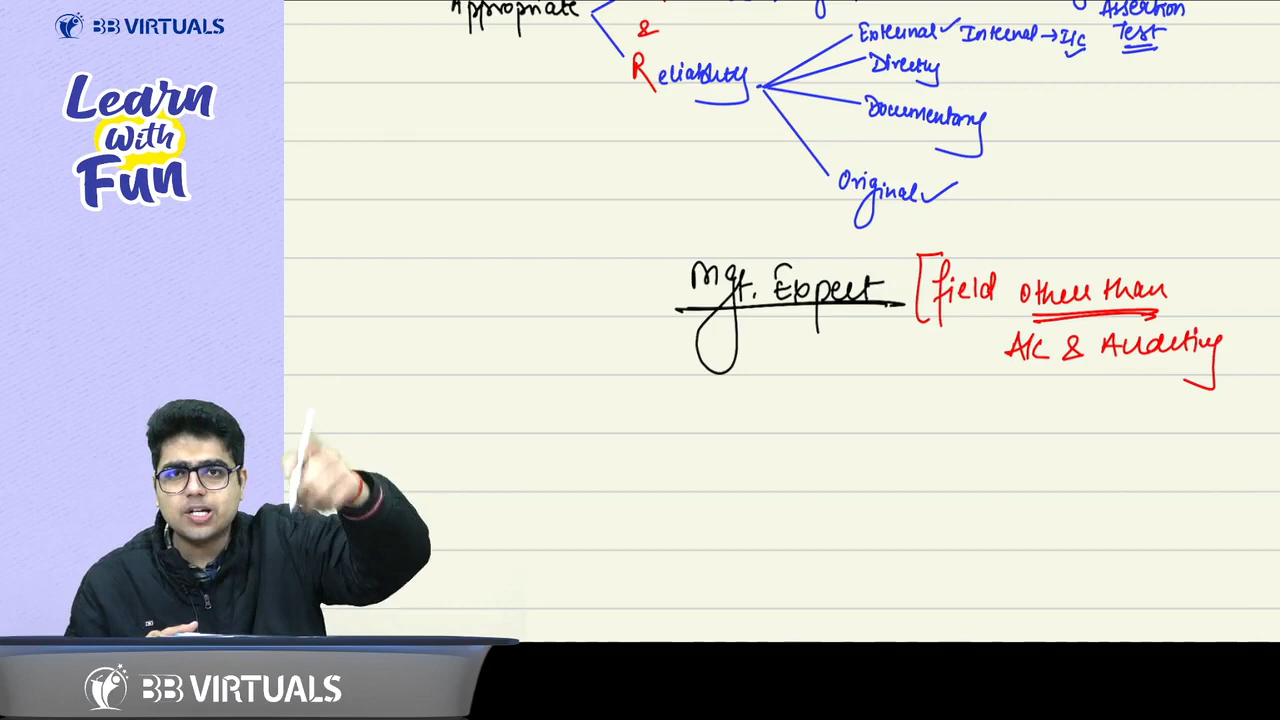 BB VIRTUALS
Learn
With
Fun
Appropriate
&
Reliability
External ✓ Internal → I/C
Assertion
Test
Directly
Documentary
Original ✓
Mgt. Expert [field other than
A/C & Auditing
BB VIRTUALS